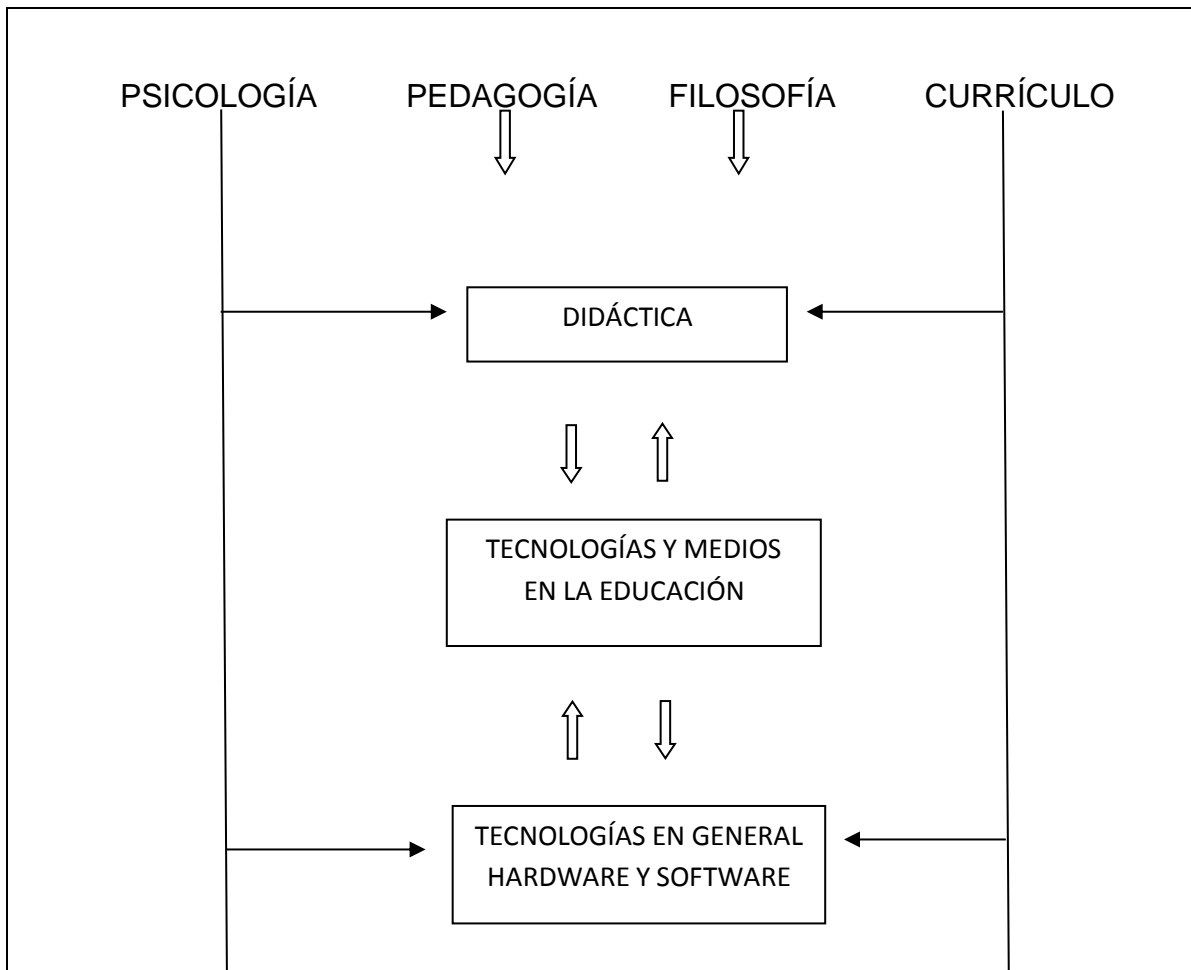 PSICOLOGÍA PEDAGOGÍA FILOSOFÍA CURRÍCULO
DIDÁCTICA
TECNOLOGÍAS Y MEDIOS
EN LA EDUCACIÓN
TECNOLOGÍAS EN GENERAL
HARDWARE Y SOFTWARE